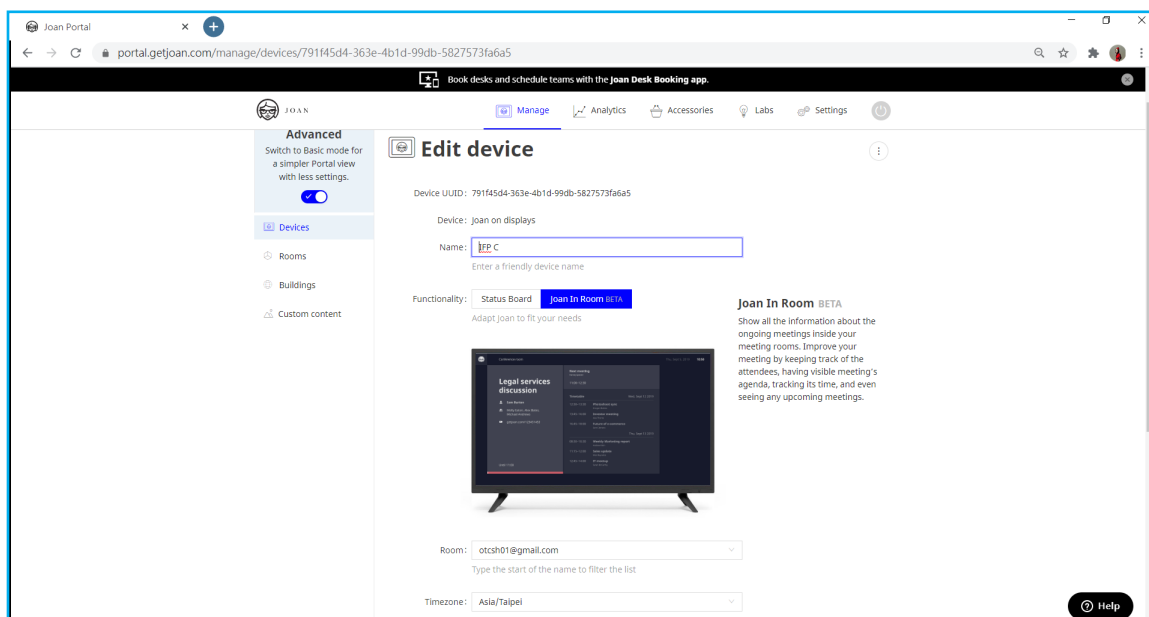 Joan Portal
portal.getjoan.com/manage/devices/791f45d4-363e-4b1d-99db-5827573fa6a5
Book desks and schedule teams with the Joan Desk Booking app.
JOAN
Manage
Analytics
Accessories
Labs
Settings
Advanced
Switch to Basic mode for
a simpler Portal view
with less settings.
Devices
Rooms
Buildings
Custom content
Edit device
Device UUID: 791f45d4-363e-4b1d-99db-5827573fa6a5
Device: Joan on displays
Name: IFP C
Enter a friendly device name
Functionality: Status Board Joan In Room BETA
Adapt Joan to fit your needs
Legal services
discussion
Joan In Room BETA
Show all the information about the
ongoing meetings inside your
meeting rooms. Improve your
meeting by keeping track of the
attendees, having visible meeting's
agenda, tracking its time, and even
seeing any upcoming meetings.
Room: otcsh01@gmail.com
Type the start of the name to filter the list
Timezone: Asia/Taipei
Help